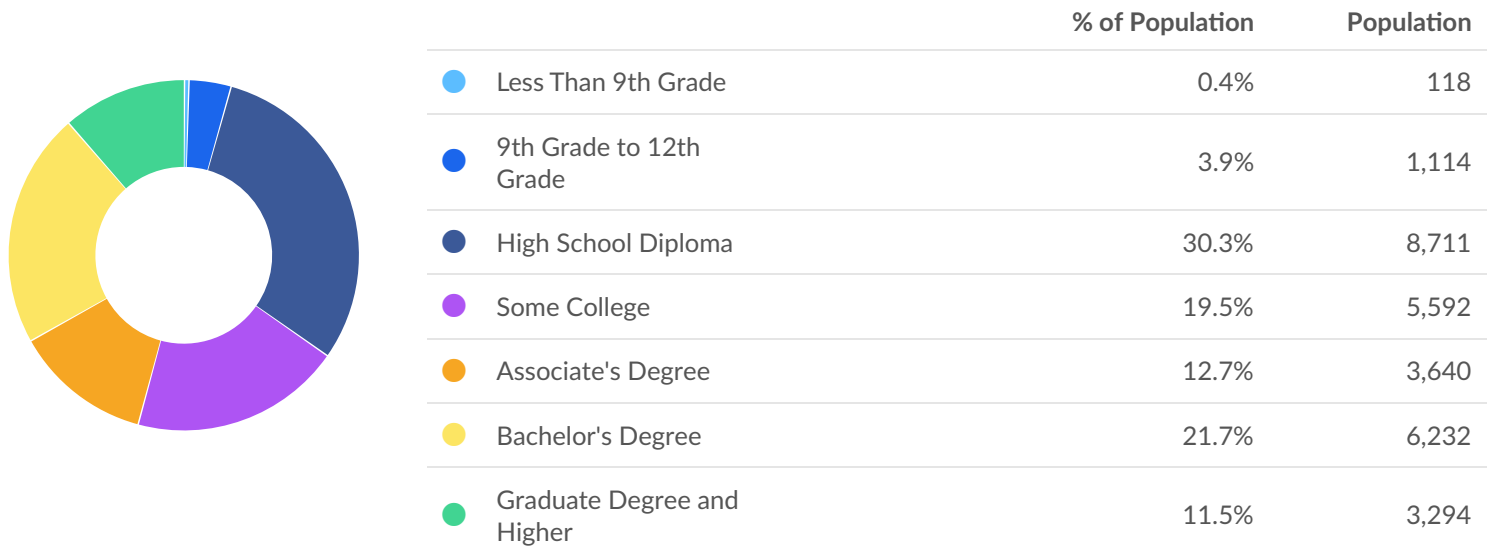 % of Population Population
Less Than 9th Grade 0.4% 118
9th Grade to 12th
Grade 3.9% 1,114
High School Diploma 30.3% 8,711
Some College 19.5% 5,592
Associate's Degree 12.7% 3,640
Bachelor's Degree 21.7% 6,232
Graduate Degree and
Higher 11.5% 3,294